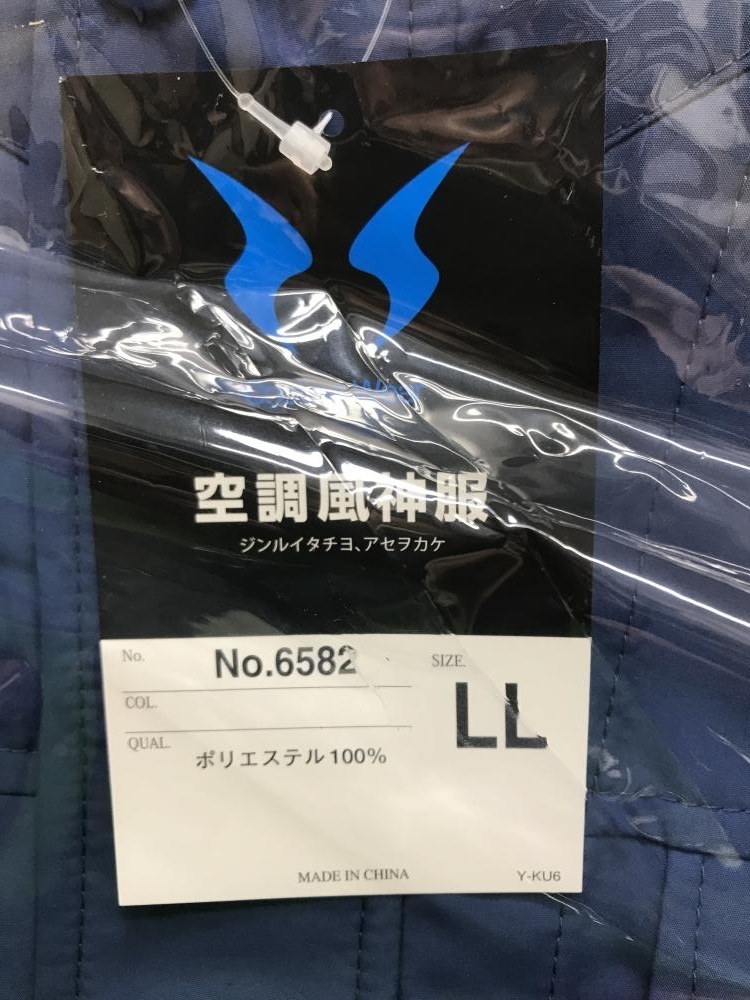 空調風神服
ジンルイタチヨ、アセヲカケ
No. No.6582
SIZE. LL
COL.
QUAL. ポリエステル100%
MADE IN CHINA
Y-KU6